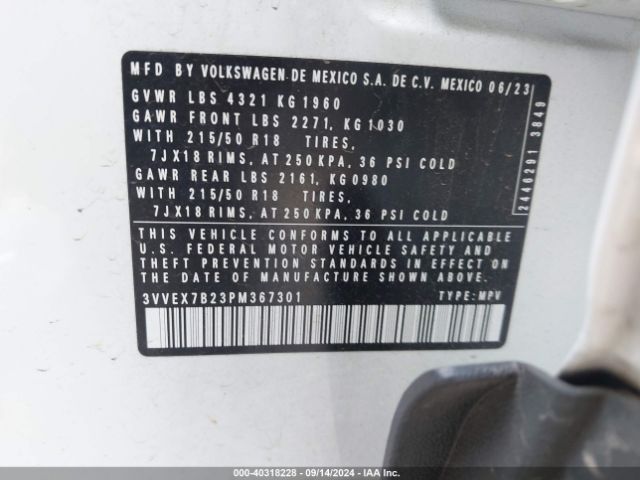 MFD BY VOLKSWAGEN DE MEXICO S.A. DE C.V. MEXICO 06/23
GVWR LBS 4321 KG 1960
GAWR FRONT LBS 2271, KG 1030
WITH 215/50 R18 TIRES,
7JX18 RIMS, AT 250 KPA, 36 PSI COLD
GAWR REAR LBS 2161, KG 0980
WITH 215/50 R18 TIRES,
7JX18 RIMS, AT 250 KPA, 36 PSI COLD
2440291 3849
THIS VEHICLE CONFORMS TO ALL APPLICABLE
U.S. FEDERAL MOTOR VEHICLE SAFETY AND
THEFT PREVENTION STANDARDS IN EFFECT ON
THE DATE OF MANUFACTURE SHOWN ABOVE.
3VVEX7B23PM367301 TYPE: MPV
000-40318228 - 09/14/2024 - IAAI.COM